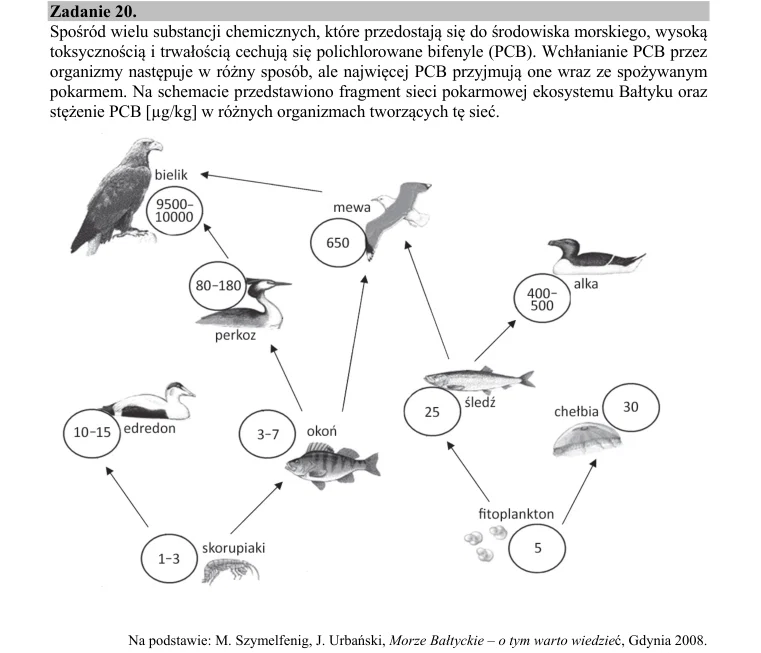 Zadanie 20.
Spośród wielu substancji chemicznych, które przedostają się do środowiska morskiego, wysoką
toksycznością i trwałością cechują się polichlorowane bifenyle (PCB). Wchłanianie PCB przez
organizmy następuje w różny sposób, ale najwięcej PCB przyjmują one wraz ze spożywanym
pokarmem. Na schemacie przedstawiono fragment sieci pokarmowej ekosystemu Bałtyku oraz
stężenie PCB [µg/kg] w różnych organizmach tworzących tę sieć.
bielik
9500–
10000
mewa
650
80–180
perkoz
alka
400–
500
śledź
25
chełbia
30
10–15
edredon
3–7
okoń
fitoplankton
5
1–3
skorupiaki
Na podstawie: M. Szymelfenig, J. Urbański, Morze Bałtyckie – o tym warto wiedzieć, Gdynia 2008.